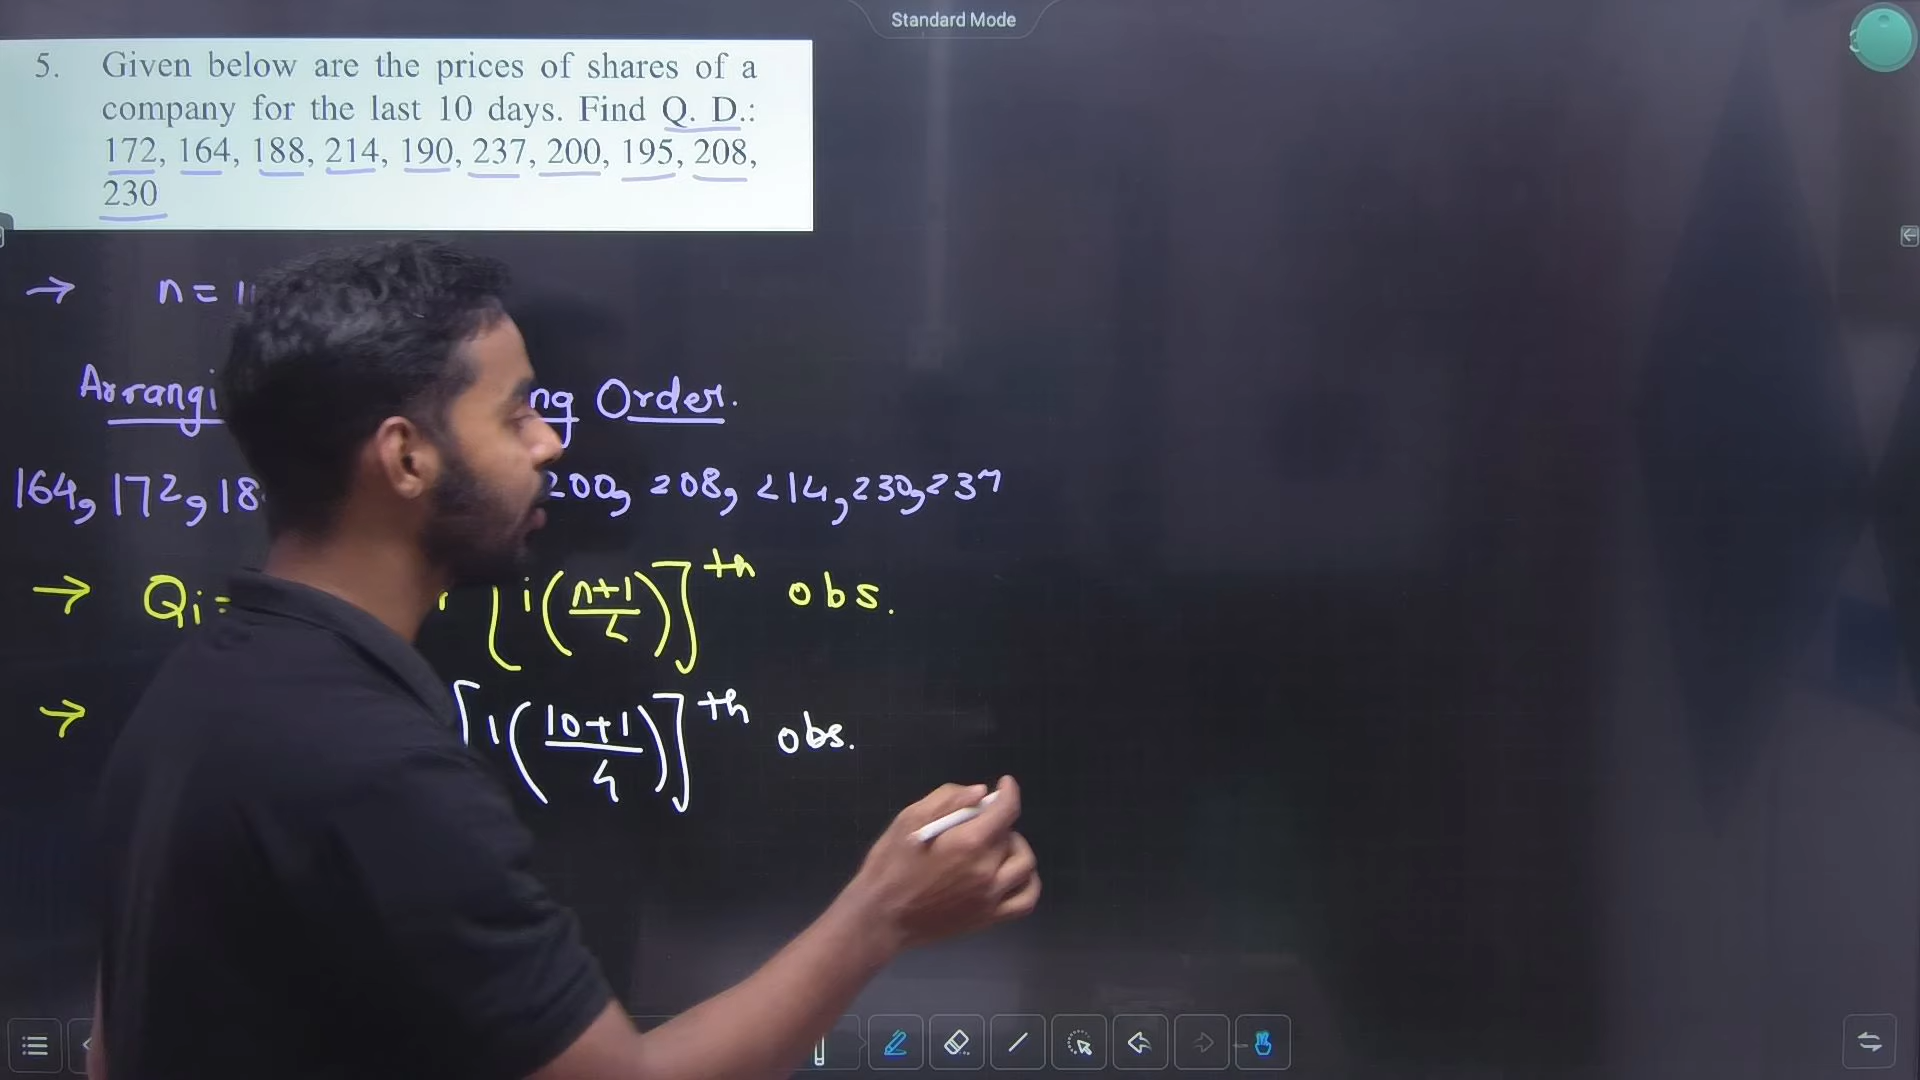 Standard Mode
5. Given below are the prices of shares of a
company for the last 10 days. Find Q. D.:
172, 164, 188, 214, 190, 237, 200, 195, 208,
230
→ n = 1
Arrangi ng Order.
164, 172, 18 200, 208, 214, 230, 237
→ Qi = [i(n+1/4)]th obs.
→ [1(10+1/4)]th obs.